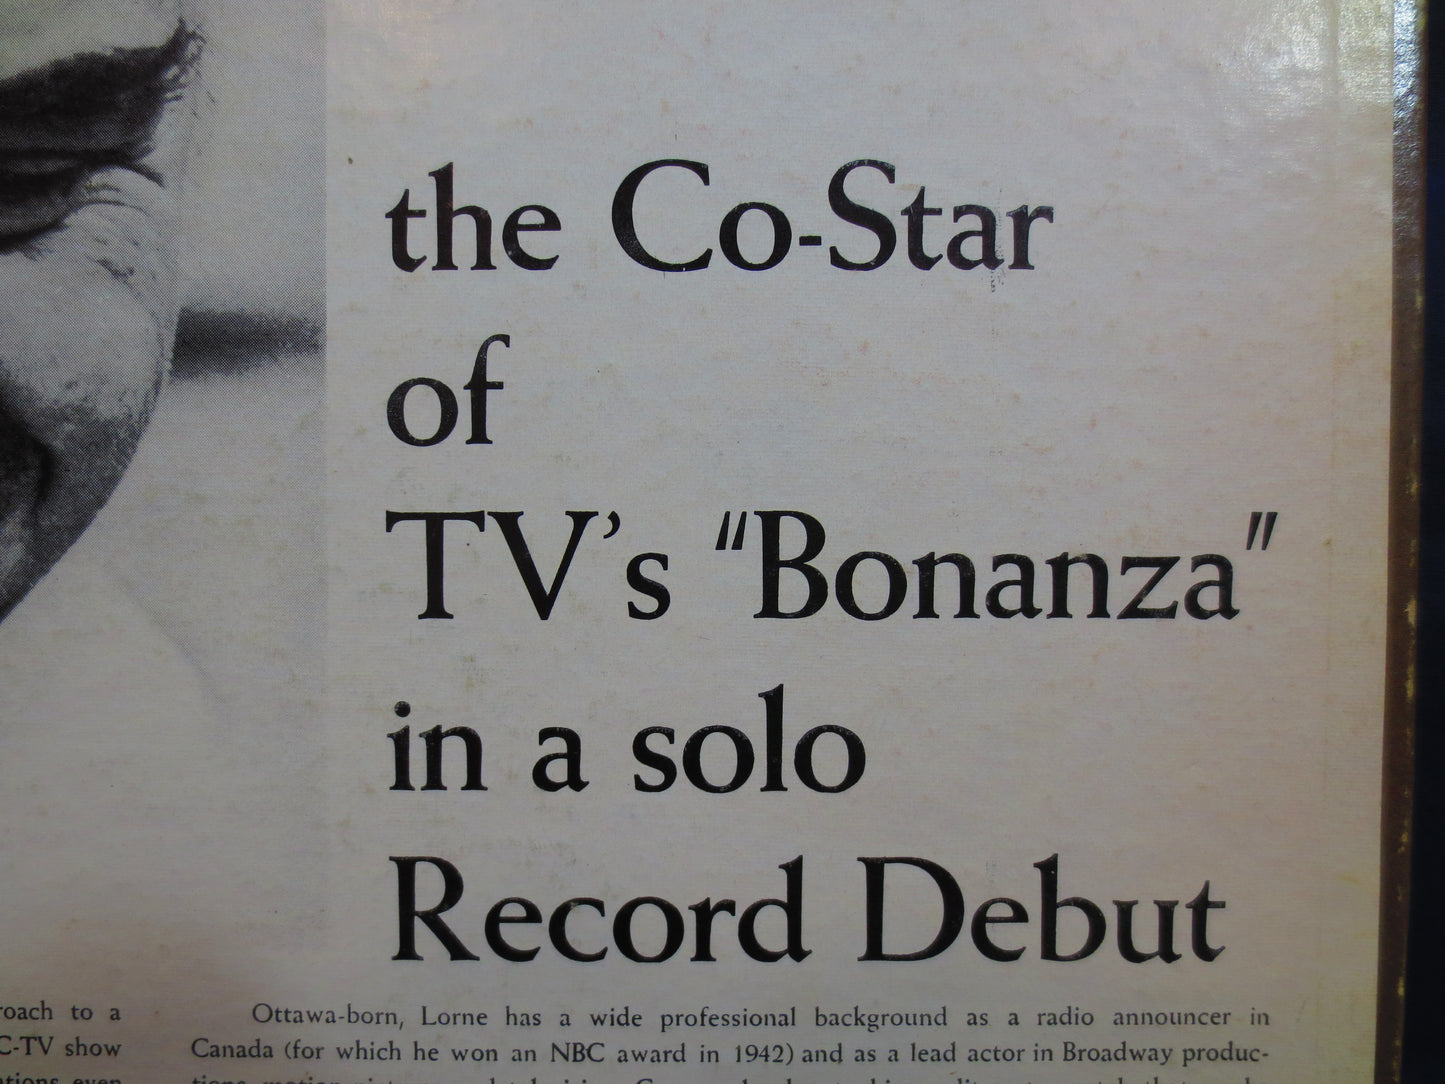 the Co-Star
of
TV's "Bonanza"
in a solo
Record Debut
roach to a
C-TV show
Ottawa-born, Lorne has a wide professional background as a radio announcer in
Canada (for which he won an NBC award in 1942) and as a lead actor in Broadway produc-